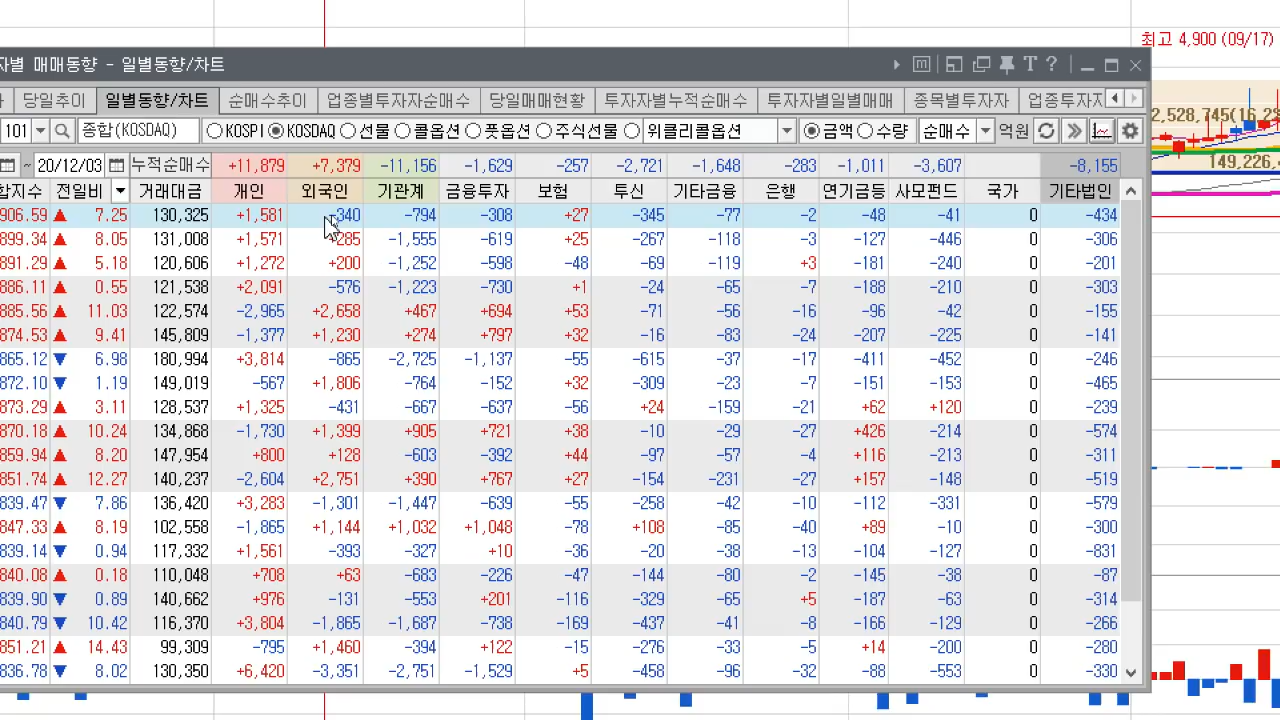 최고 4,900 (09/17)
자별 매매동향 - 일별동향/차트
당일추이 일별동향/차트 순매수추이 업종별투자자순매수 당일매매현황 투자자별누적순매수 투자자별일별매매 종목별투자자 업종투자자
2,528,745(16.28
101 종합(KOSDAQ) KOSPI KOSDAQ 선물 콜옵션 풋옵션 주식선물 위클리콜옵션 금액 수량 순매수 억원
149,226,
~ 20/12/03 누적순매수 +11,879 +7,379 -11,156 -1,629 -257 -2,721 -1,648 -283 -1,011 -3,607 -8,155
합지수 전일비 거래대금 개인 외국인 기관계 금융투자 보험 투신 기타금융 은행 연기금등 사모펀드 국가 기타법인
906.59 ▲ 7.25 130,325 +1,581 -340 -794 -308 +27 -345 -77 -2 -48 -41 0 -434
899.34 ▲ 8.05 131,008 +1,571 +285 -1,555 -619 +25 -267 -118 -3 -127 -446 0 -306
891.29 ▲ 5.18 120,606 +1,272 +200 -1,252 -598 -48 -69 -119 +3 -181 -240 0 -201
886.11 ▲ 0.55 121,538 +2,091 -576 -1,223 -730 +1 -24 -65 -7 -188 -210 0 -303
885.56 ▲ 11.03 122,574 -2,965 +2,658 +467 +694 +53 -71 -56 -16 -96 -42 0 -155
874.53 ▲ 9.41 145,809 -1,377 +1,230 +274 +797 +32 -16 -83 -24 -207 -225 0 -141
865.12 ▼ 6.98 180,994 +3,814 -865 -2,725 -1,137 -55 -615 -37 -17 -411 -452 0 -246
872.10 ▼ 1.19 149,019 -567 +1,806 -764 -152 +32 -309 -23 -7 -151 -153 0 -465
873.29 ▲ 3.11 128,537 +1,325 -431 -667 -637 -56 +24 -159 -21 +62 +120 0 -239
870.18 ▲ 10.24 134,868 -1,730 +1,399 +905 +721 +38 -10 -29 -27 +426 -214 0 -574
859.94 ▲ 8.20 147,954 +800 +128 -603 -392 +44 -97 -57 -4 +116 -213 0 -311
851.74 ▲ 12.27 140,237 -2,604 +2,751 +390 +767 +27 -154 -231 -27 +157 -148 0 -519
839.47 ▼ 7.86 136,420 +3,283 -1,301 -1,447 -639 -55 -258 -42 -10 -112 -331 0 -579
847.33 ▲ 8.19 102,558 -1,865 +1,144 +1,032 +1,048 -78 +108 -85 -40 +89 -10 0 -300
839.14 ▼ 0.94 117,332 +1,561 -393 -327 +10 -36 -20 -38 -13 -104 -127 0 -831
840.08 ▲ 0.18 110,048 +708 +63 -683 -226 -47 -144 -80 -2 -145 -38 0 -87
839.90 ▼ 0.89 140,662 +976 -131 -553 +201 -116 -329 -65 +5 -187 -63 0 -314
840.79 ▼ 10.42 116,370 +3,804 -1,865 -1,687 -738 -169 -437 -41 -8 -166 -129 0 -266
851.21 ▲ 14.43 99,309 -795 +1,460 -394 +122 -15 -276 -33 -5 +14 -200 0 -280
836.78 ▼ 8.02 130,350 +6,420 -3,351 -2,751 -1,529 +5 -458 -96 -32 -88 -553 0 -330